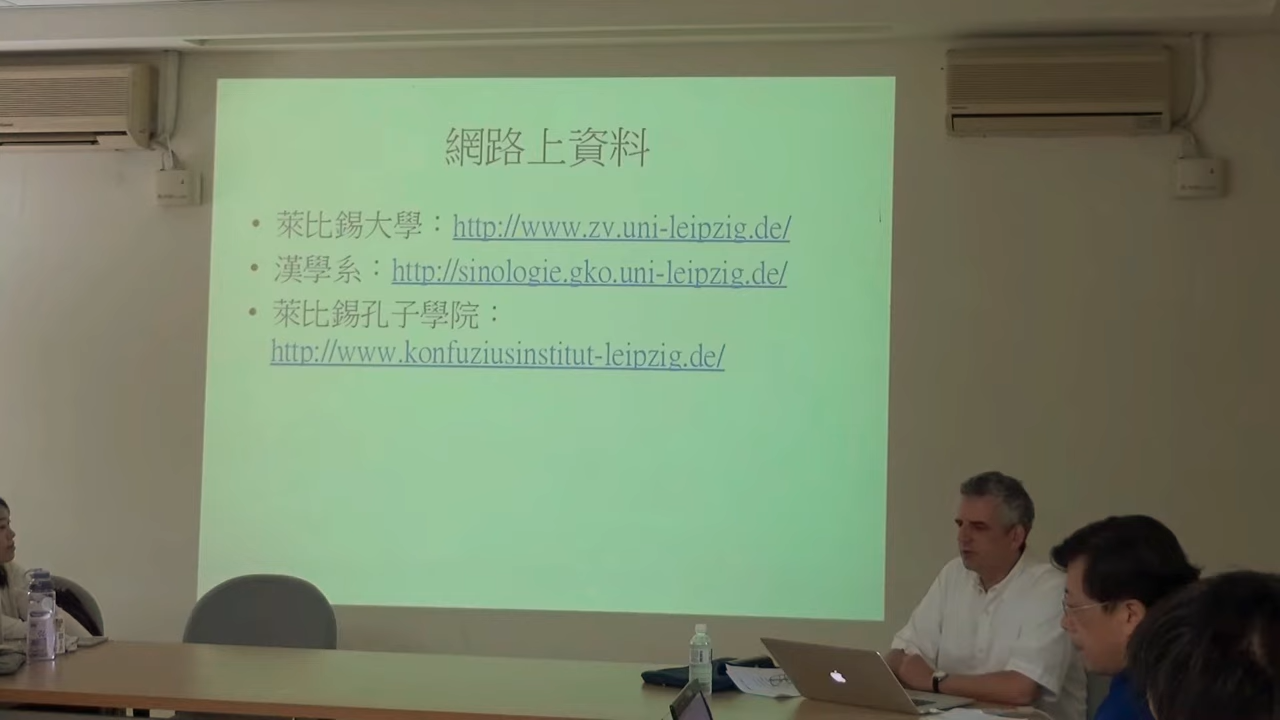 網路上資料
• 萊比錫大學：http://www.zv.uni-leipzig.de/
• 漢學系：http://sinologie.gko.uni-leipzig.de/
• 萊比錫孔子學院：
http://www.konfuziusinstitut-leipzig.de/